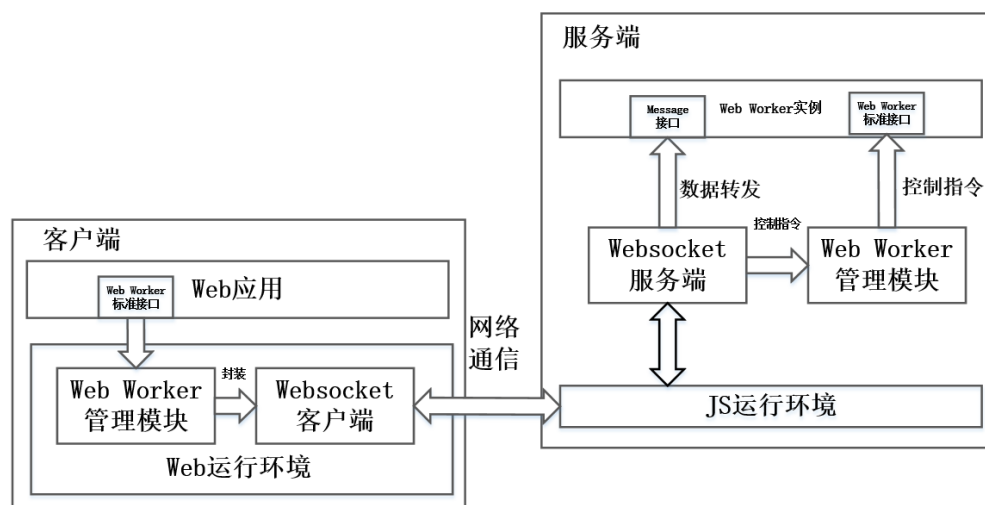 服务端
Message
接口
Web Worker实例
Web Worker
标准接口
数据转发
控制指令
Websocket
服务端
控制指令
Web Worker
管理模块
JS运行环境
客户端
Web Worker
标准接口
Web应用
网络
通信
Web Worker
管理模块
封装
Websocket
客户端
Web运行环境